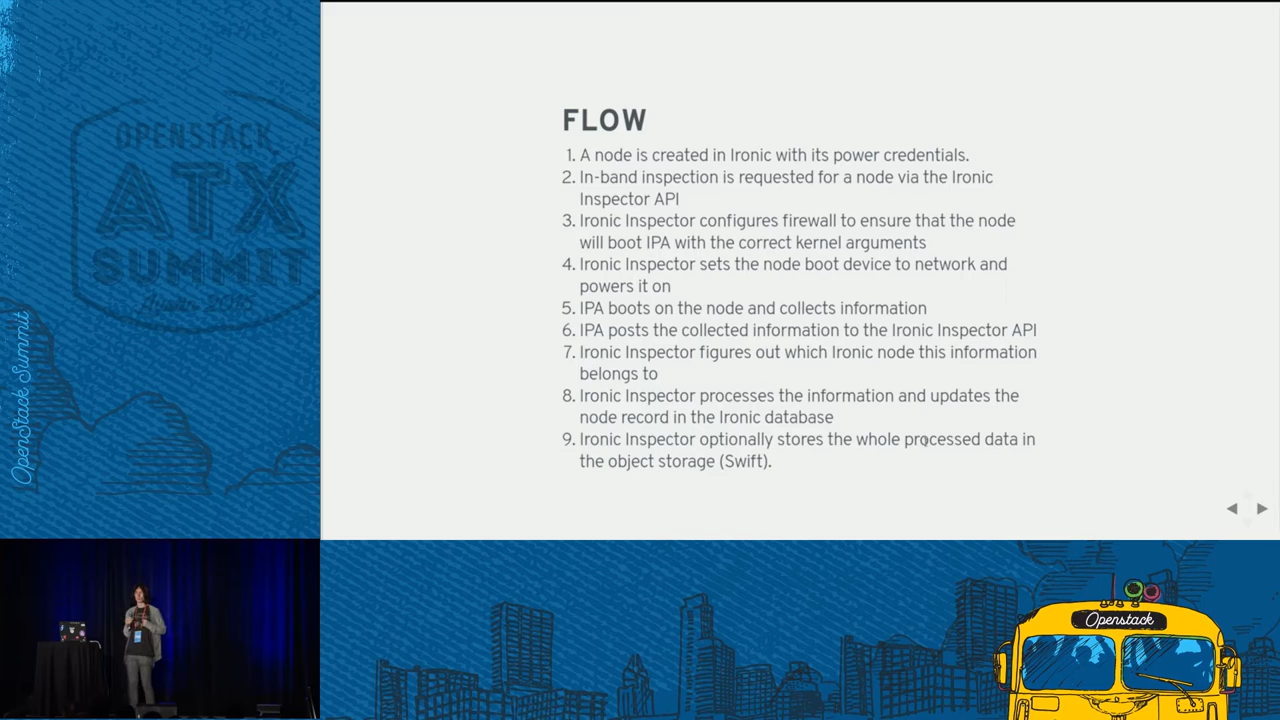 OPENSTACK
ATX
SUMMIT
Austin 2016
OpenStack Summit
FLOW
1. A node is created in Ironic with its power credentials.
2. In-band inspection is requested for a node via the Ironic
Inspector API
3. Ironic Inspector configures firewall to ensure that the node
will boot IPA with the correct kernel arguments
4. Ironic Inspector sets the node boot device to network and
powers it on
5. IPA boots on the node and collects information
6. IPA posts the collected information to the Ironic Inspector API
7. Ironic Inspector figures out which Ironic node this information
belongs to
8. Ironic Inspector processes the information and updates the
node record in the Ironic database
9. Ironic Inspector optionally stores the whole processed data in
the object storage (Swift).
Openstack